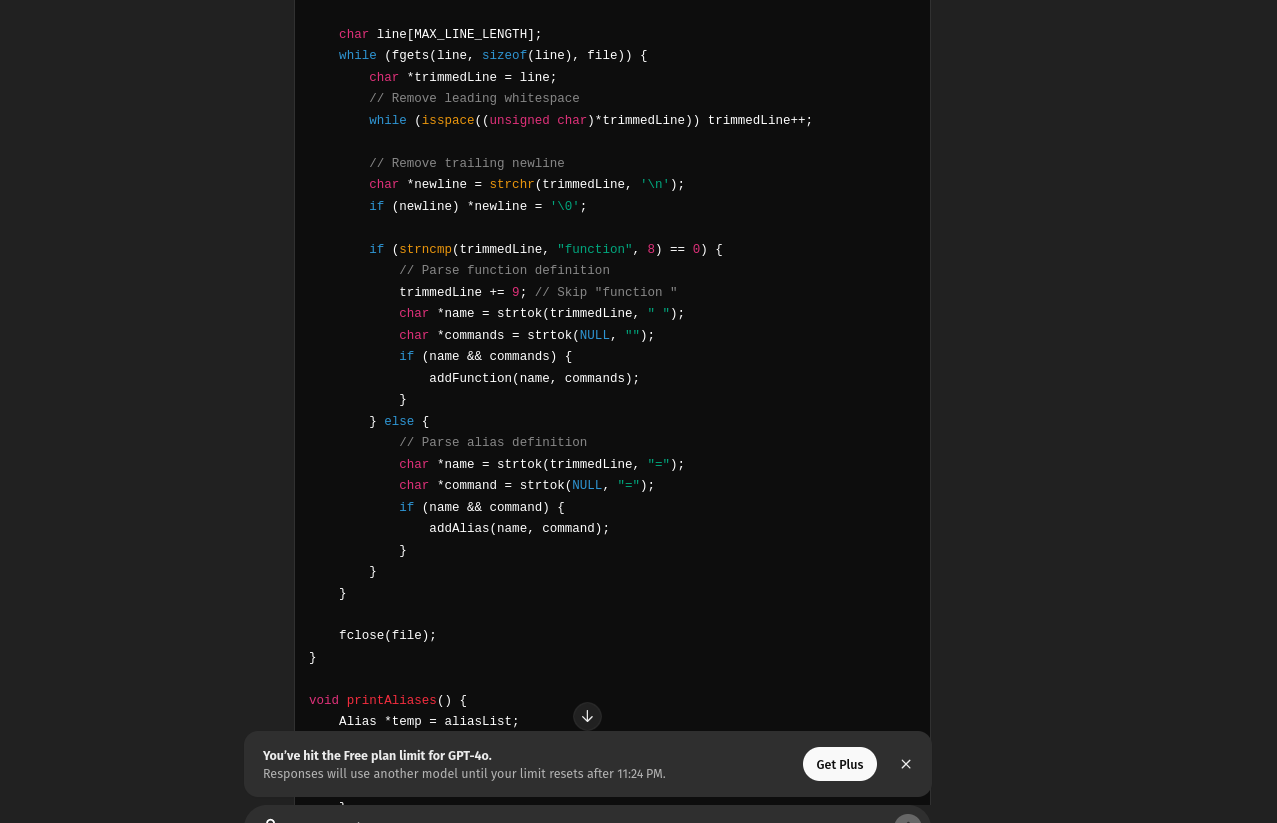 char line[MAX_LINE_LENGTH];
    while (fgets(line, sizeof(line), file)) {
        char *trimmedLine = line;
        // Remove leading whitespace
        while (isspace((unsigned char)*trimmedLine)) trimmedLine++;

        // Remove trailing newline
        char *newline = strchr(trimmedLine, '\n');
        if (newline) *newline = '\0';

        if (strncmp(trimmedLine, "function", 8) == 0) {
            // Parse function definition
            trimmedLine += 9; // Skip "function "
            char *name = strtok(trimmedLine, " ");
            char *commands = strtok(NULL, "");
            if (name && commands) {
                addFunction(name, commands);
            }
        } else {
            // Parse alias definition
            char *name = strtok(trimmedLine, "=");
            char *command = strtok(NULL, "=");
            if (name && command) {
                addAlias(name, command);
            }
        }
    }

    fclose(file);
}

void printAliases() {
    Alias *temp = aliasList;
You've hit the Free plan limit for GPT-4o.
Responses will use another model until your limit resets after 11:24 PM.
Get Plus